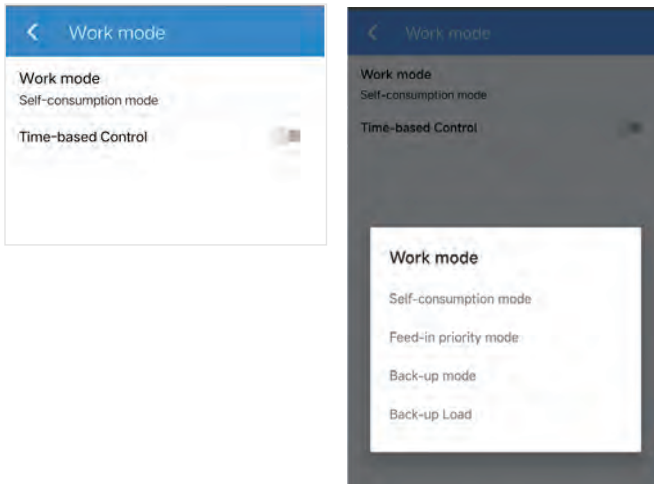 Work mode
Work mode
Self-consumption mode
Time-based Control
Work mode
Work mode
Self-consumption mode
Time-based Control
Work mode
Self-consumption mode
Feed-in priority mode
Back-up mode
Back-up Load